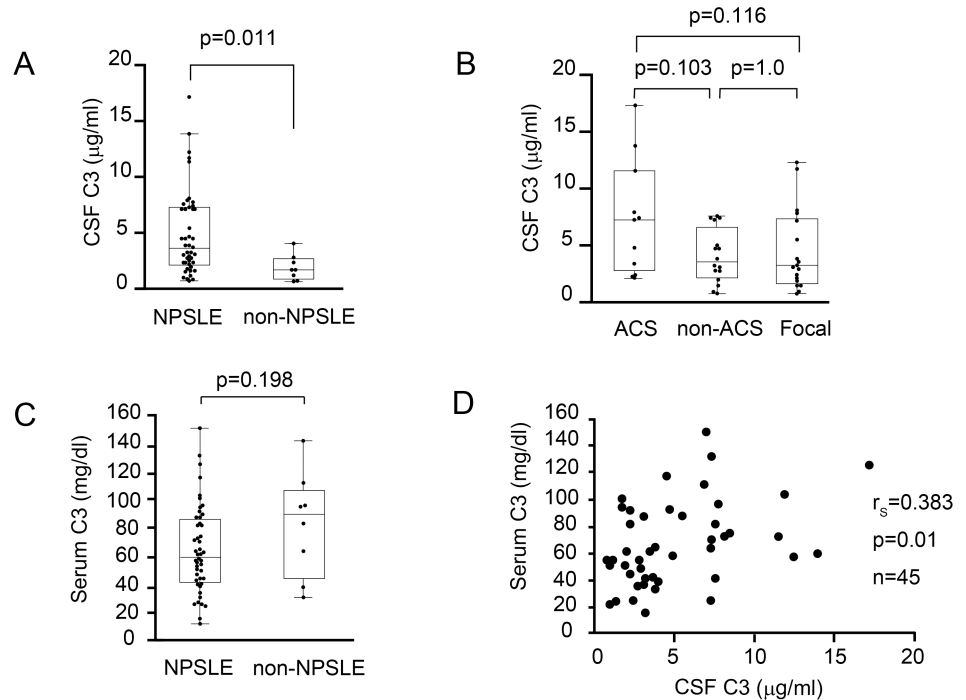 A
p=0.011
CSF C3 (μg/ml)
20
15
10
5
0
NPSLE non-NPSLE
B
p=0.116
p=0.103 p=1.0
CSF C3 (μg/ml)
20
15
10
5
0
ACS non-ACS Focal
C
p=0.198
Serum C3 (mg/dl)
160
140
120
100
80
60
40
20
0
NPSLE non-NPSLE
D
Serum C3 (mg/dl)
160
140
120
100
80
60
40
20
0
rS=0.383
p=0.01
n=45
0 5 10 15 20
CSF C3 (μg/ml)